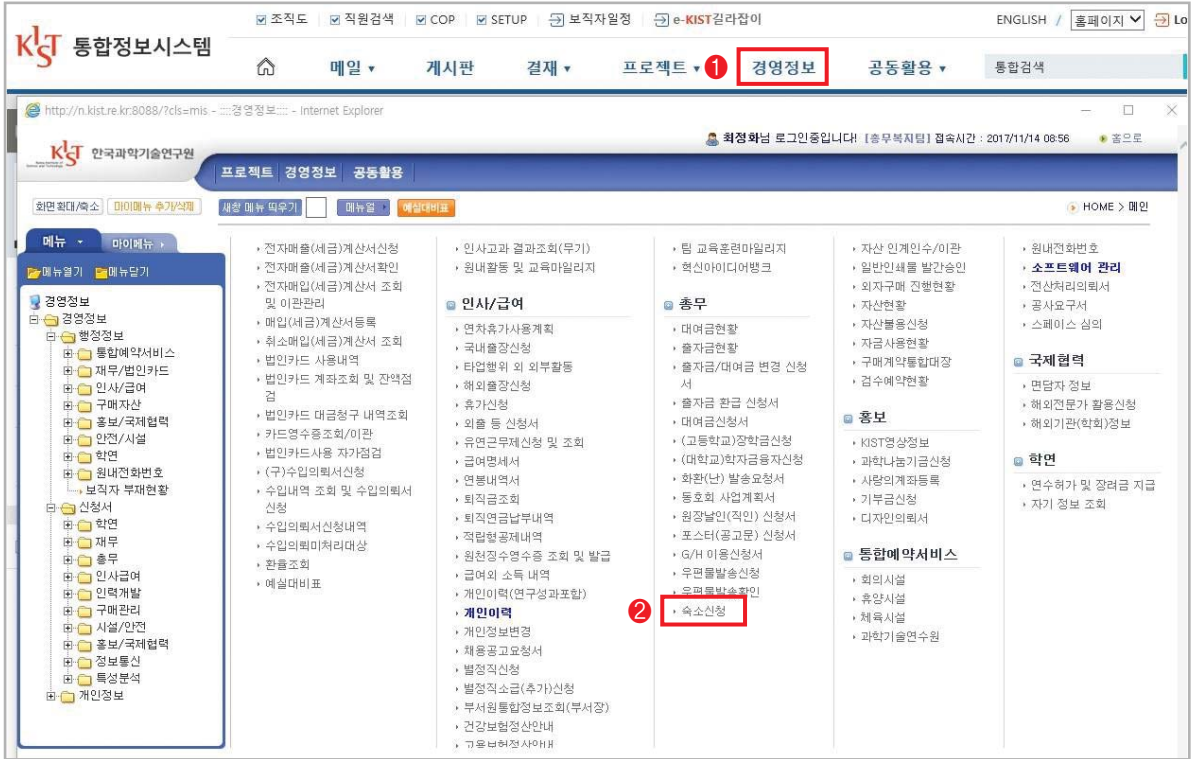 조직도 직원검색 COP SETUP 보직자일정 e-KIST길라잡이 ENGLISH / 홈페이지 Lo
KIST 통합정보시스템
메일 게시판 결재 프로젝트 1 경영정보 공동활용 통합검색
http://n.kist.re.kr:8088/?cls=mis - ::::경영정보:::: - Internet Explorer
KIST 한국과학기술연구원
최정화님 로그인중입니다! [총무복지팀] 접속시간 : 2017/11/14 08:56 홈으로
프로젝트 경영정보 공동활용
화면확대/축소 마이메뉴 추가/삭제 새창 메뉴 띄우기 메뉴얼 예실대비표 HOME > 메인
메뉴 마이메뉴
메뉴열기 메뉴닫기
경영정보
경영정보
행정정보
통합예약서비스
재무/법인카드
인사/급여
구매자산
홍보/국제협력
안전/시설
학연
원내전화번호
보직자 부재현황
신청서
학연
재무
총무
인사급여
인력개발
구매관리
시설/안전
홍보/국제협력
정보통신
특성분석
개인정보
전자매출(세금)계산서신청
전자매출(세금)계산서확인
전자매입(세금)계산서 조회
및 이관관리
매입(세금)계산서등록
취소매입(세금)계산서 조회
법인카드 사용내역
법인카드 계좌조회 및 잔액점
검
법인카드 대금청구 내역조회
카드영수증조회/이관
법인카드사용 자가점검
(구)수입의뢰서신청
수입내역 조회 및 수입의뢰서
신청
수입의뢰서신청내역
수입의뢰미처리대상
환율조회
예실대비표
인사고과 결과조회(무기)
원내활동 및 교육마일리지
인사/급여
연차휴가사용계획
국내출장신청
타업행위 외 외부활동
해외출장신청
휴가신청
외출 등 신청서
유연근무제신청 및 조회
급여명세서
연봉내역서
퇴직금조회
퇴직연금납부내역
적립형공제내역
원천징수영수증 조회 및 발급
급여외 소득 내역
개인이력(연구성과포함)
개인이력
개인정보변경
채용공고요청서
별정직신청
별정직소급(추가)신청
부서원통합정보조회(부서장)
건강보험정산안내
고용보험정산안내
팀 교육훈련마일리지
혁신아이디어뱅크
총무
대여금현황
출자금현황
출자금/대여금 변경 신청
서
출자금 환급 신청서
대여금신청서
(고등학교)장학금신청
(대학교)학자금융자신청
화환(난) 발송요청서
동호회 사업계획서
원장날인(직인) 신청서
포스터(공고문) 신청서
G/H 이용신청서
우편물발송신청
우편물발송확인
2 숙소신청
자산 인계인수/이관
일반인쇄물 발간승인
외자구매 진행현황
자산현황
자산불용신청
자금사용현황
구매계약통합대장
검수예약현황
홍보
KIST영상정보
과학나눔기금신청
사랑의계좌등록
기부금신청
디자인의뢰서
통합예약서비스
회의시설
휴양시설
체육시설
과학기술연수원
원내전화번호
소프트웨어 관리
전산처리의뢰서
공사요구서
스페이스 심의
국제협력
면담자 정보
해외전문가 활용신청
해외기관(학회)정보
학연
연수허가 및 장려금 지급
자기 정보 조회